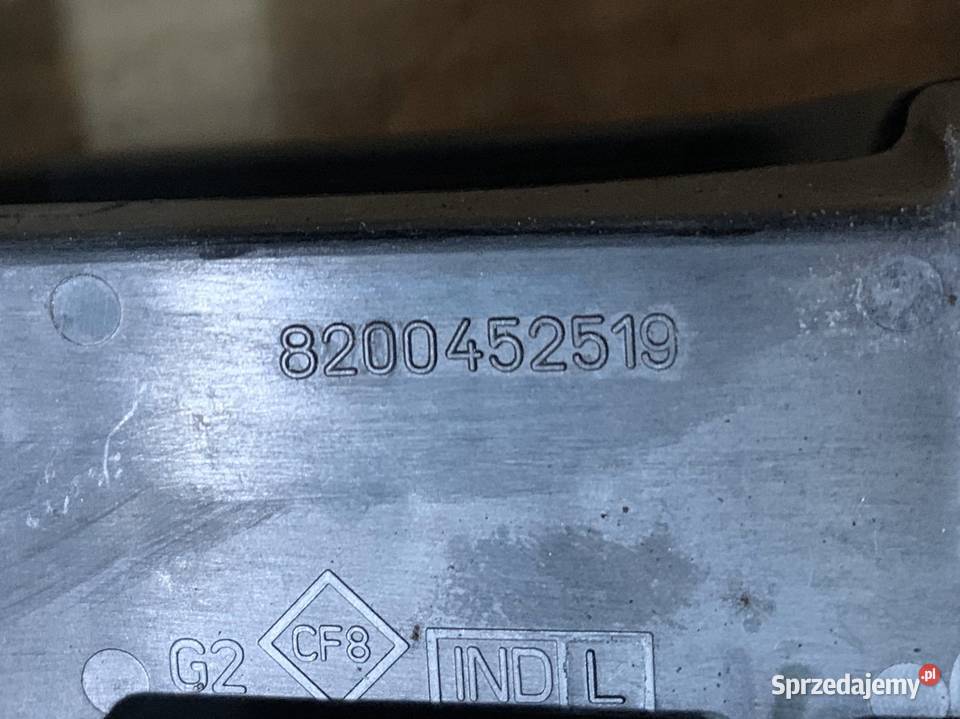 8200452519
G2 CF8 IND L
Sprzedajemy.pl